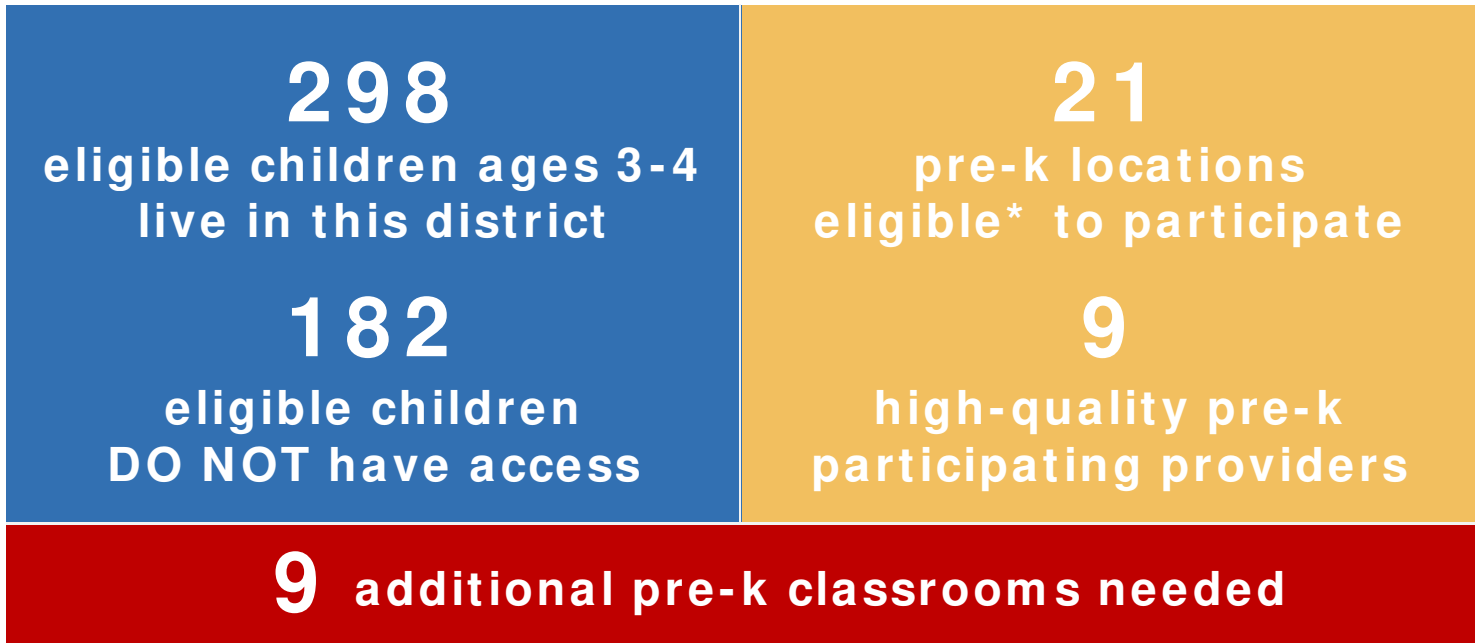 298
eligible children ages 3-4
live in this district
182
eligible children
DO NOT have access
21
pre-k locations
eligible* to participate
9
high-quality pre-k
participating providers
9 additional pre-k classrooms needed